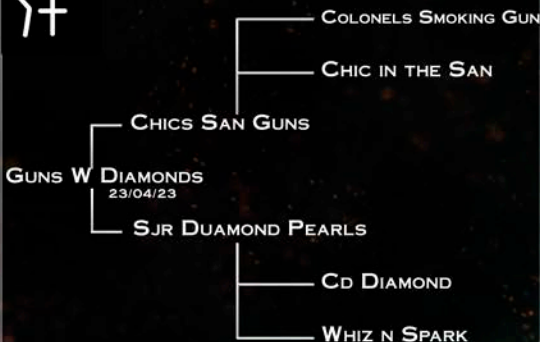 Colonels Smoking Gun
Chic in the San
Chics San Guns
Guns W Diamonds
23/04/23
Sjr Duamond Pearls
Cd Diamond
Whiz n Spark